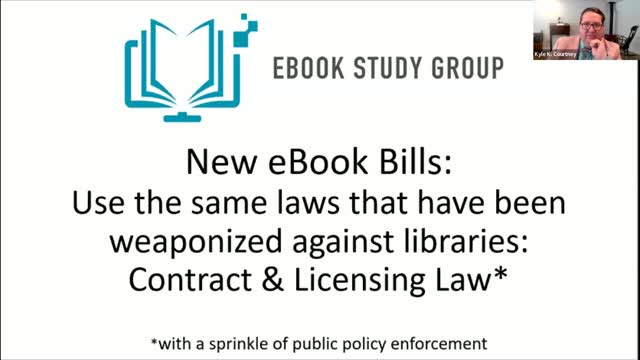 Kyle K. Courtney
EBOOK STUDY GROUP
New eBook Bills:
Use the same laws that have been
weaponized against libraries:
Contract & Licensing Law*
*with a sprinkle of public policy enforcement